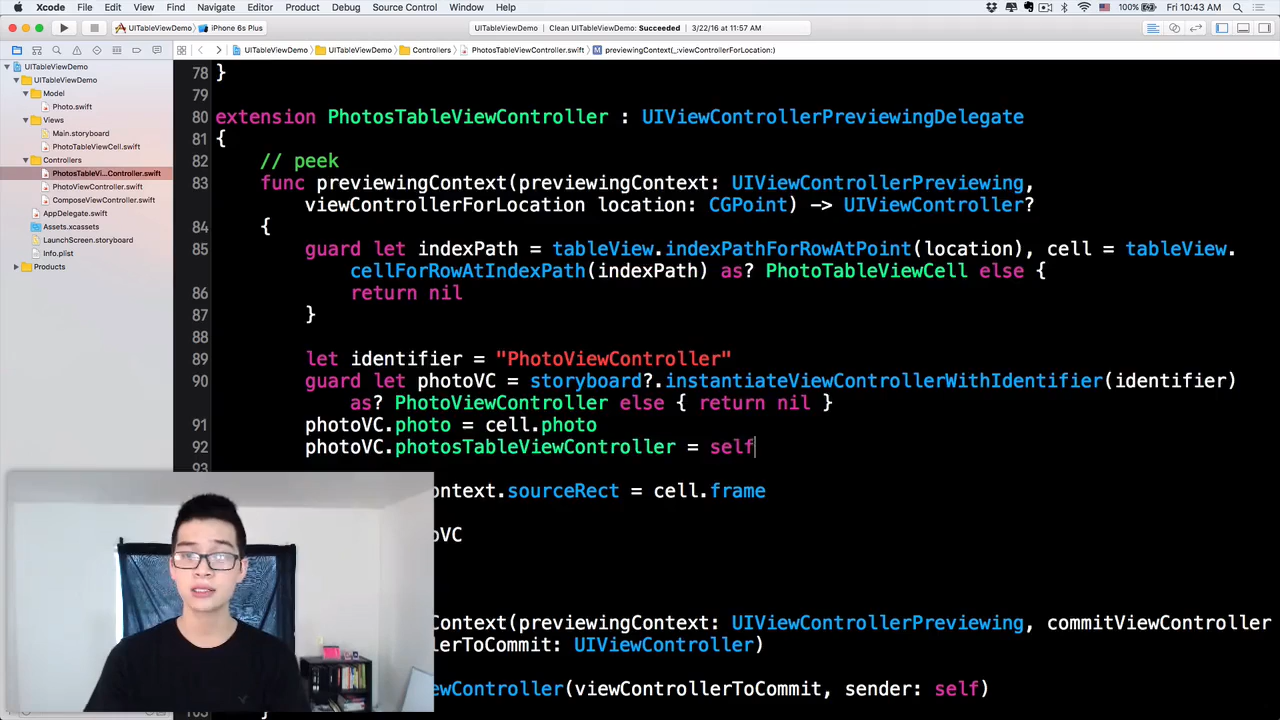 Xcode File Edit View Find Navigate Editor Product Debug Source Control Window Help
100% Fri 10:43 AM
UITableViewDemo iPhone 6s Plus
UITableViewDemo Clean UITableViewDemo: Succeeded 3/22/16 at 11:57 AM
UITableViewDemo UITableViewDemo Controllers PhotosTableViewController.swift M previewingContext(_:viewControllerForLocation:)
UITableViewDemo
UITableViewDemo
Model
Photo.swift
Views
Main.storyboard
PhotoTableViewCell.swift
Controllers
PhotosTableVi...Controller.swift
PhotoViewController.swift
ComposeViewController.swift
AppDelegate.swift
Assets.xcassets
LaunchScreen.storyboard
Info.plist
Products
78 }
79
80 extension PhotosTableViewController : UIViewControllerPreviewingDelegate
81 {
82 // peek
83 func previewingContext(previewingContext: UIViewControllerPreviewing,
viewControllerForLocation location: CGPoint) -> UIViewController?
84 {
85 guard let indexPath = tableView.indexPathForRowAtPoint(location), cell = tableView.
cellForRowAtIndexPath(indexPath) as? PhotoTableViewCell else {
86 return nil
87 }
88
89 let identifier = "PhotoViewController"
90 guard let photoVC = storyboard?.instantiateViewControllerWithIdentifier(identifier)
as? PhotoViewController else { return nil }
91 photoVC.photo = cell.photo
92 photoVC.photosTableViewController = self
93
ontext.sourceRect = cell.frame
oVC
Context(previewingContext: UIViewControllerPreviewing, commitViewController
lerToCommit: UIViewController)
ewController(viewControllerToCommit, sender: self)